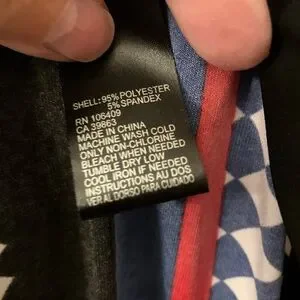 SHELL: 95% POLYESTER
5% SPANDEX
RN 106409
CA 39863
MADE IN CHINA
MACHINE WASH COLD
ONLY NON-CHLORINE
BLEACH WHEN NEEDED
TUMBLE DRY LOW
COOL IRON IF NEEDED
INSTRUCTIONS AU DOS
VER AL DORSO PARA CUIDADO